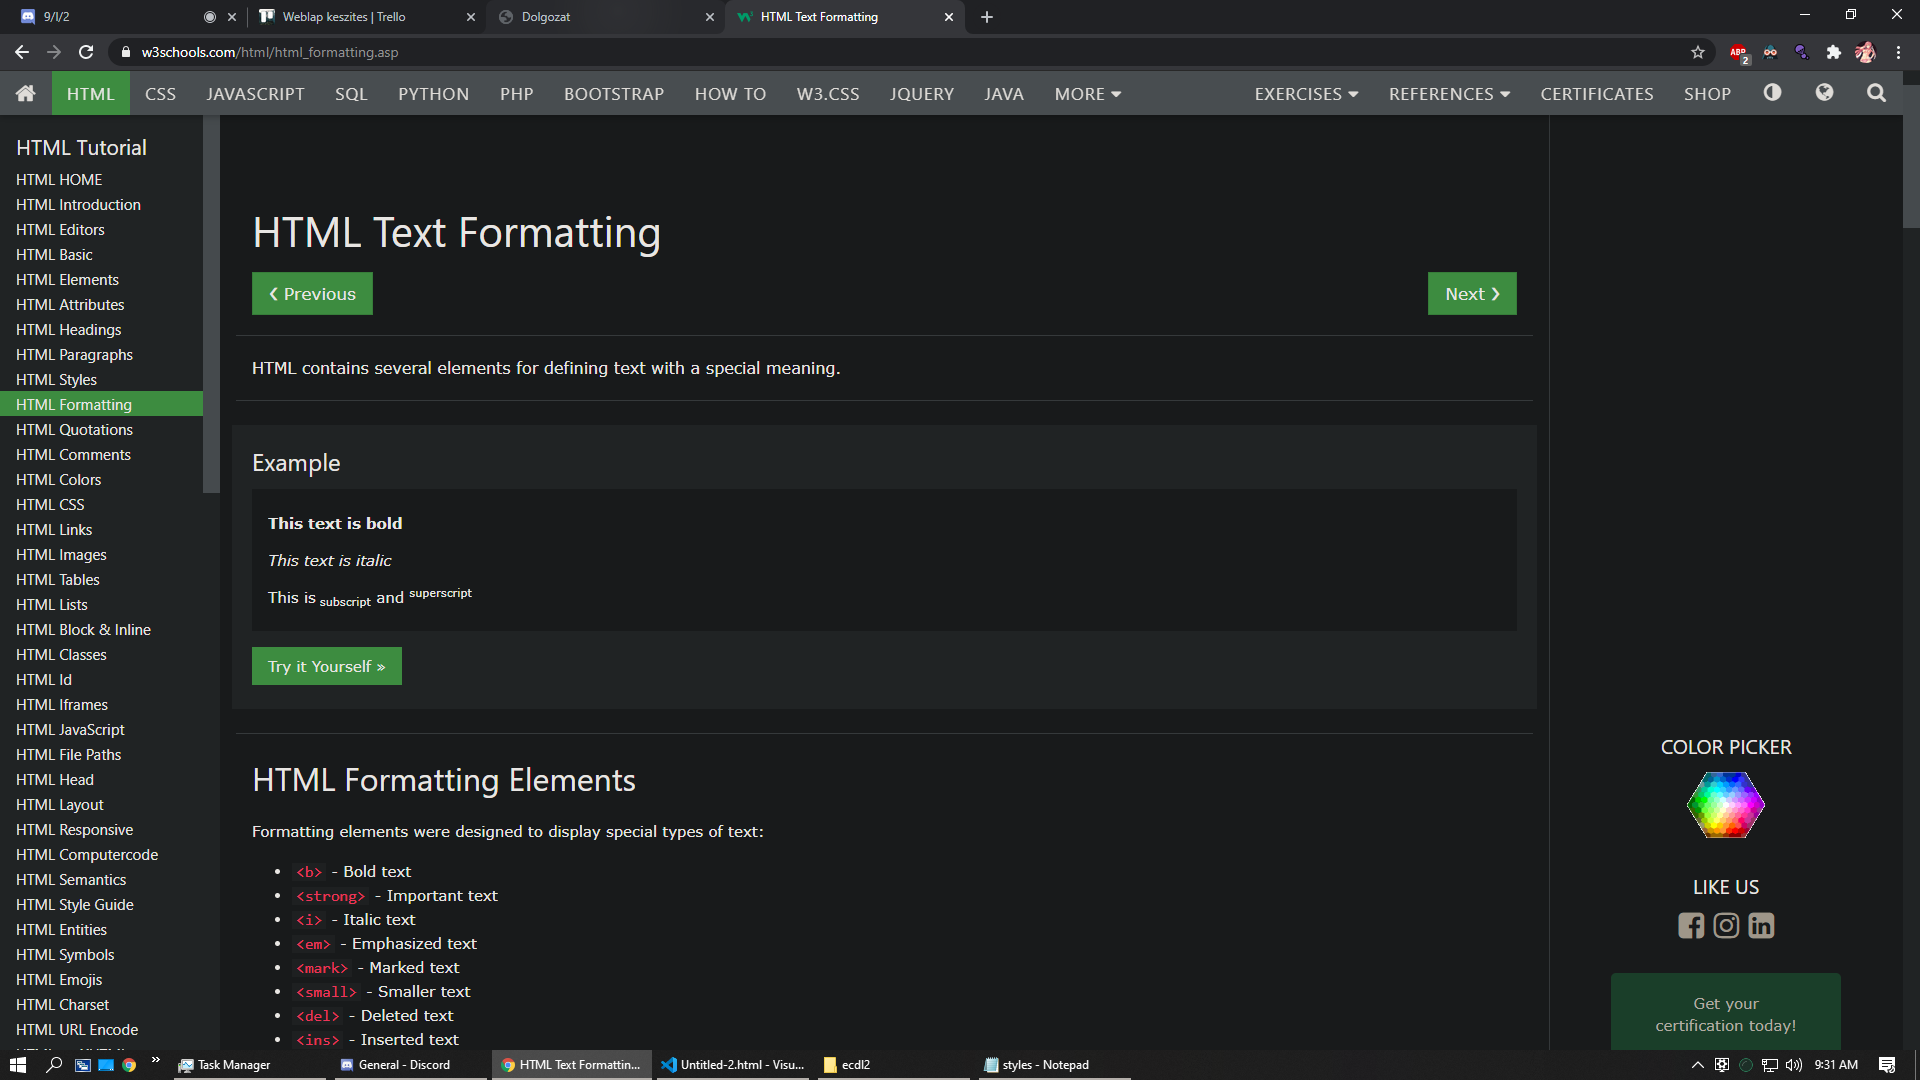 9/I/2
Weblap keszites | Trello
Dolgozat
HTML Text Formatting
w3schools.com/html/html_formatting.asp
ABP
2
HTML CSS JAVASCRIPT SQL PYTHON PHP BOOTSTRAP HOW TO W3.CSS JQUERY JAVA MORE EXERCISES REFERENCES CERTIFICATES SHOP
HTML Tutorial
HTML HOME
HTML Introduction
HTML Editors
HTML Basic
HTML Elements
HTML Attributes
HTML Headings
HTML Paragraphs
HTML Styles
HTML Formatting
HTML Quotations
HTML Comments
HTML Colors
HTML CSS
HTML Links
HTML Images
HTML Tables
HTML Lists
HTML Block & Inline
HTML Classes
HTML Id
HTML Iframes
HTML JavaScript
HTML File Paths
HTML Head
HTML Layout
HTML Responsive
HTML Computercode
HTML Semantics
HTML Style Guide
HTML Entities
HTML Symbols
HTML Emojis
HTML Charset
HTML URL Encode
HTML Text Formatting
❮ Previous
Next ❯
HTML contains several elements for defining text with a special meaning.
Example
This text is bold
This text is italic
This is subscript and superscript
Try it Yourself »
HTML Formatting Elements
Formatting elements were designed to display special types of text:
• <b> - Bold text
• <strong> - Important text
• <i> - Italic text
• <em> - Emphasized text
• <mark> - Marked text
• <small> - Smaller text
• <del> - Deleted text
• <ins> - Inserted text
COLOR PICKER
LIKE US
Get your
certification today!
Task Manager
General - Discord
HTML Text Formattin...
Untitled-2.html - Visu...
ecdl2
styles - Notepad
9:31 AM